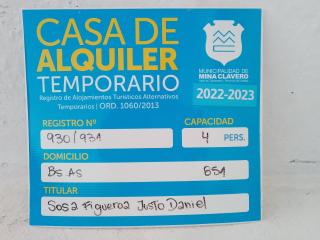 CASA DE
ALQUILER
TEMPORARIO
Registro de Alojamientos Turísticos Alternativos
Temporarios | ORD. 1060/2013
MUNICIPALIDAD DE
MINA CLAVERO
2022-2023
REGISTRO Nº
CAPACIDAD
930/931
4 PERS.
DOMICILIO
Bs As 651
TITULAR
Sosa Figueroa Justo Daniel